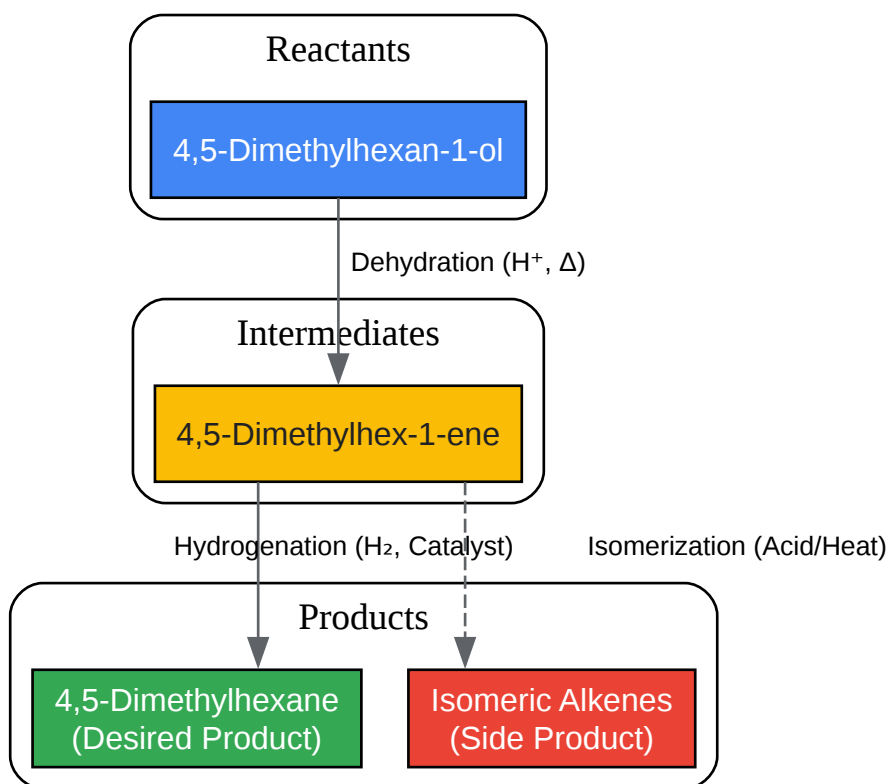 Reactants
4,5-Dimethylhexan-1-ol
Dehydration (H⁺, Δ)
Intermediates
4,5-Dimethylhex-1-ene
Hydrogenation (H₂, Catalyst)
Isomerization (Acid/Heat)
Products
4,5-Dimethylhexane
(Desired Product)
Isomeric Alkenes
(Side Product)